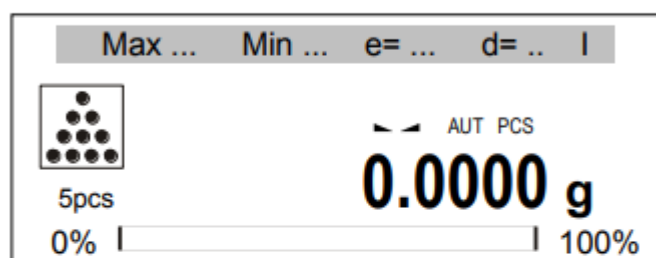 Max ... Min ... e= ... d= .. I
AUT PCS
5pcs
0.0000 g
0% 100%